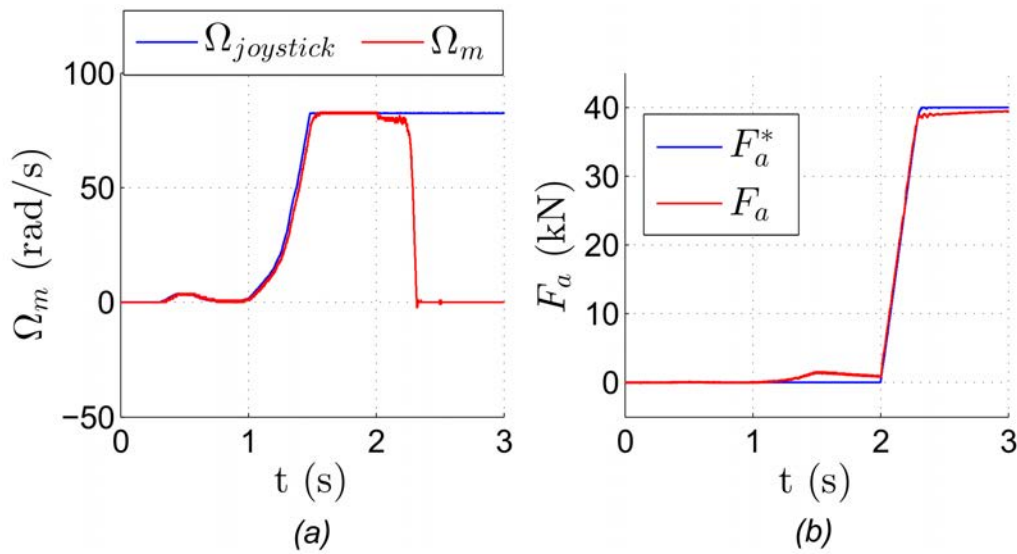 Ω_joystick Ω_m
100
50
0
−50
Ω_m (rad/s)
0 1 2 3
t (s)
(a)
F_a^*
F_a
40
30
20
10
0
F_a (kN)
0 1 2 3
t (s)
(b)